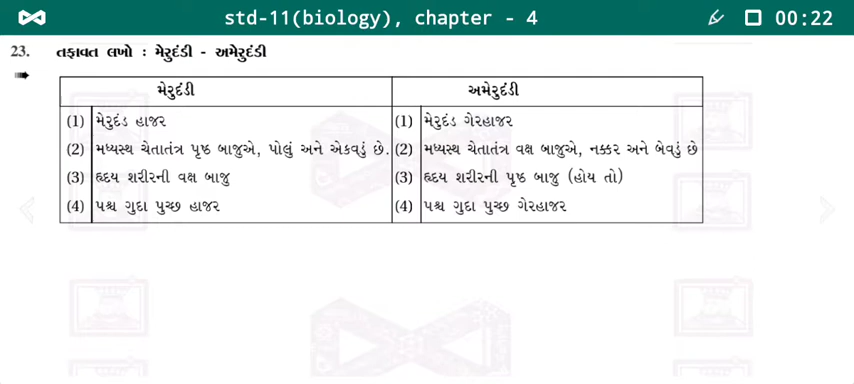 std-11(biology), chapter - 4
00:22
23. તફાવત લખો : મેરુદંડી - અમેરુદંડી
મેરુદંડી અમેરુદંડી
(1) મેરુદંડ હાજર (1) મેરુદંડ ગેરહાજર
(2) મધ્યસ્થ ચેતાતંત્ર પૃષ્ઠ બાજુએ, પોલું અને એકવડું છે. (2) મધ્યસ્થ ચેતાતંત્ર વક્ષ બાજુએ, નક્કર અને બેવડું છે
(3) હૃદય શરીરની વક્ષ બાજુ (3) હૃદય શરીરની પૃષ્ઠ બાજુ (હોય તો)
(4) પશ્ચ ગુદા પુચ્છ હાજર (4) પશ્ચ ગુદા પુચ્છ ગેરહાજર